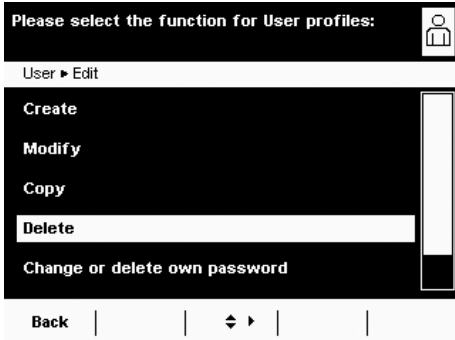 Please select the function for User profiles:
User ▸ Edit
Create
Modify
Copy
Delete
Change or delete own password
Back